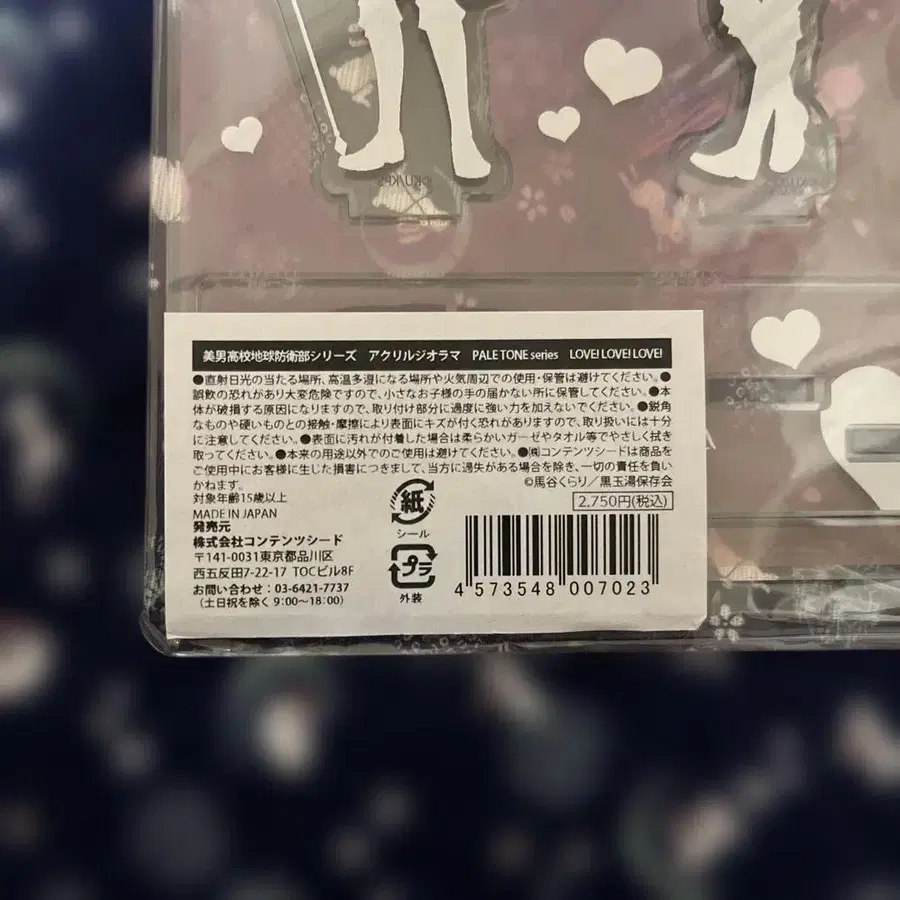 美男高校地球防衛部シリーズ　アクリルジオラマ　PALE TONE series　LOVE! LOVE! LOVE!
●直射日光の当たる場所、高温多湿になる場所や火気周辺での使用・保管は避けてください。●
誤飲の恐れがあり大変危険ですので、小さなお子様の手の届かない所に保管してください。●本
体が破損する原因になりますので、取り付け部分に過度に強い力を加えないでください。●鋭角
なものや硬いものとの接触・摩擦により表面にキズが付く恐れがありますので、取り扱いには十分
に注意してください。●表面に汚れが付着した場合は柔らかいガーゼやタオル等でやさしく拭き
取ってください。●本来の用途以外でのご使用は避けてください。●㈱コンテンツシードは商品を
ご使用中にお客様に生じた損害につきまして、当方に過失がある場合を除き、一切の責任を負い
かねます。
©馬谷くらり／黒玉湯保存会
対象年齢15歳以上
MADE IN JAPAN
発売元
株式会社コンテンツシード
〒141-0031東京都品川区
西五反田7-22-17 TOCビル8F
お問い合わせ：03-6421-7737
（土日祝を除く 9:00〜18:00）
紙
シール
プラ
外装
2,750円(税込)
4 573548 007023